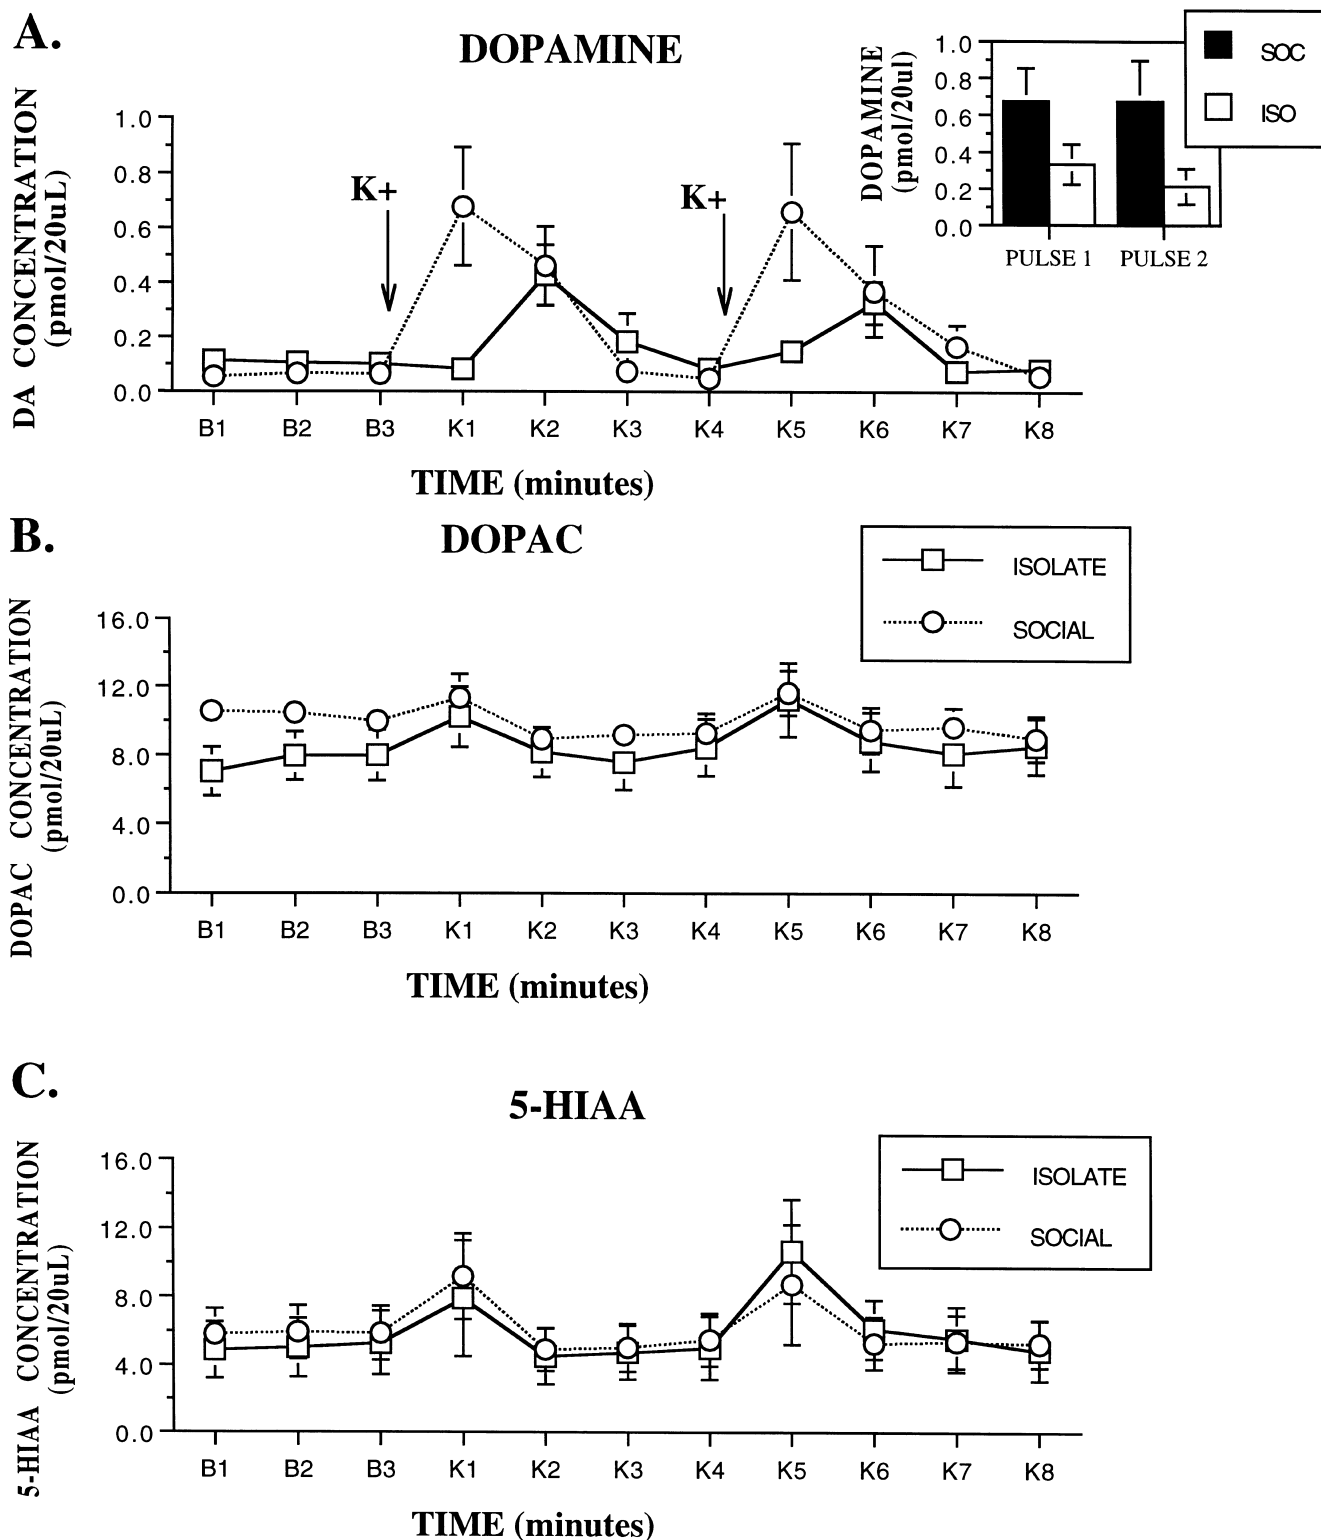 A.
DOPAMINE
DA CONCENTRATION
(pmol/20uL)
1.0
0.8
0.6
0.4
0.2
0.0
K+
K+
B1 B2 B3 K1 K2 K3 K4 K5 K6 K7 K8
TIME (minutes)
DOPAMINE
(pmol/20ul)
1.0
0.8
0.6
0.4
0.2
0.0
PULSE 1 PULSE 2
SOC
ISO
B.
DOPAC
DOPAC CONCENTRATION
(pmol/20uL)
16.0
12.0
8.0
4.0
0.0
B1 B2 B3 K1 K2 K3 K4 K5 K6 K7 K8
TIME (minutes)
ISOLATE
SOCIAL
C.
5-HIAA
5-HIAA CONCENTRATION
(pmol/20uL)
16.0
12.0
8.0
4.0
0.0
B1 B2 B3 K1 K2 K3 K4 K5 K6 K7 K8
TIME (minutes)
ISOLATE
SOCIAL